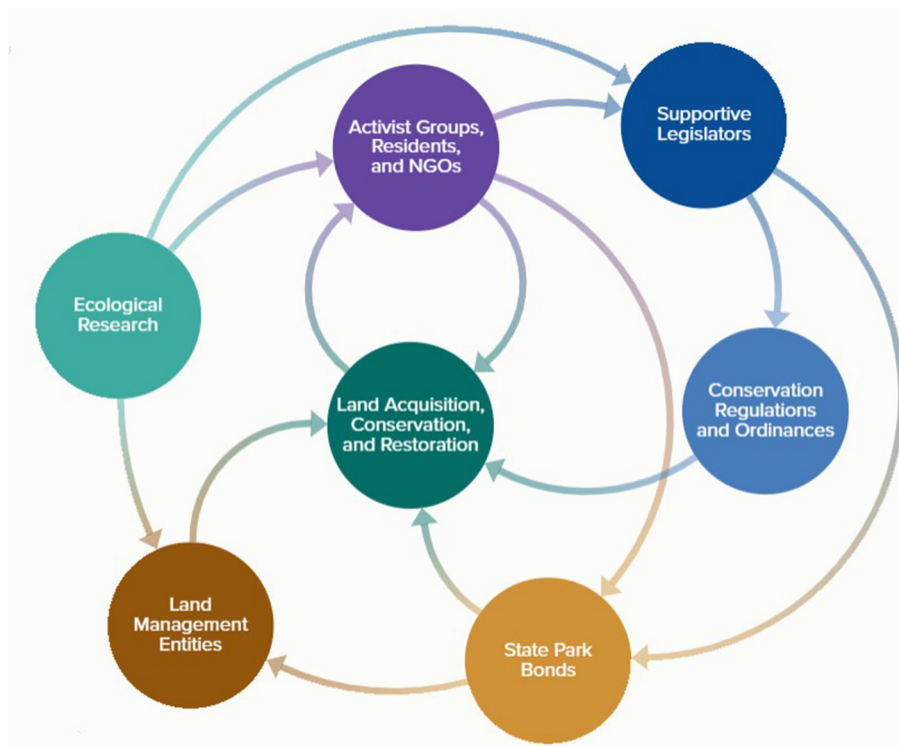 Supportive
Legislators
Activist Groups,
Residents,
and NGOs
Ecological
Research
Land Acquisition,
Conservation,
and Restoration
Conservation
Regulations
and Ordinances
Land
Management
Entities
State Park
Bonds